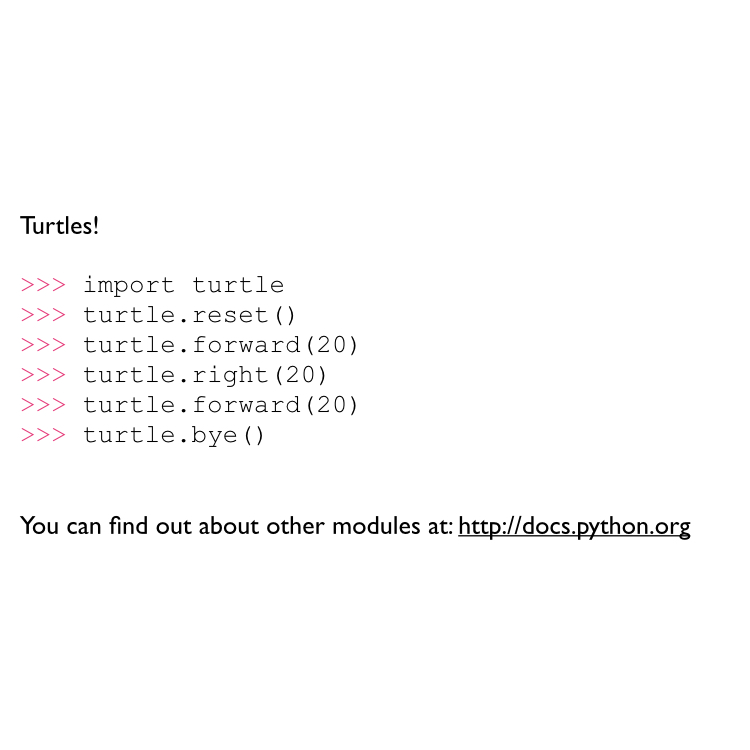 Turtles!
>>> import turtle
>>> turtle.reset()
>>> turtle.forward(20)
>>> turtle.right(20)
>>> turtle.forward(20)
>>> turtle.bye()
You can find out about other modules at: http://docs.python.org